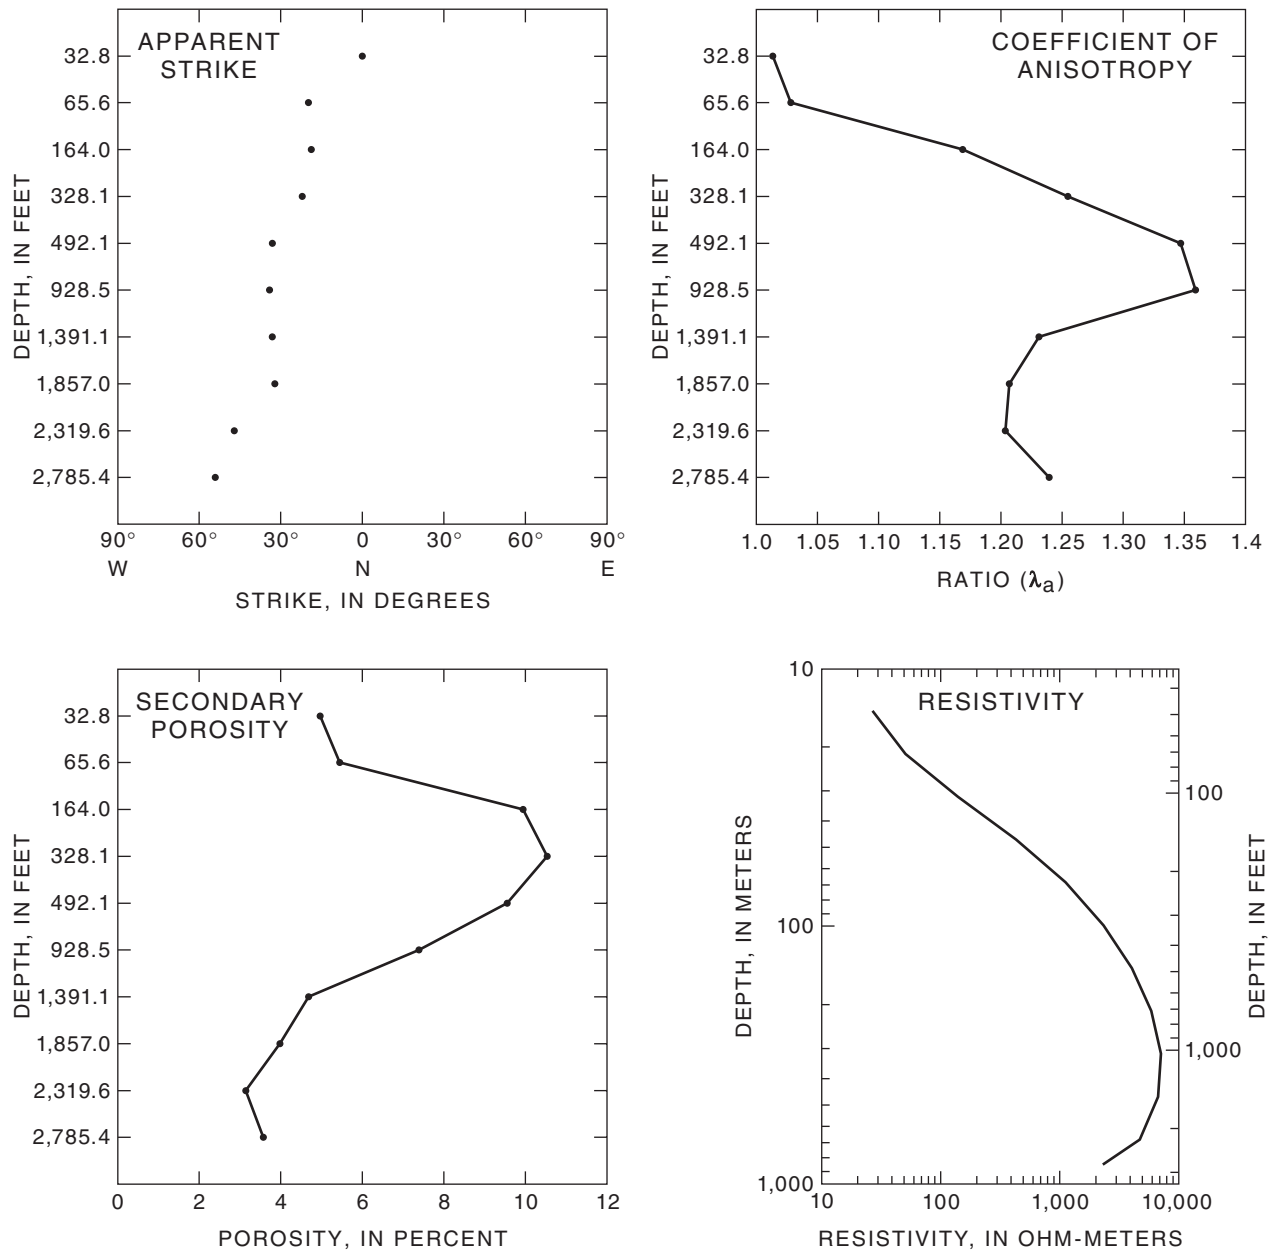 APPARENT
STRIKE
DEPTH, IN FEET
32.8
65.6
164.0
328.1
492.1
928.5
1,391.1
1,857.0
2,319.6
2,785.4
90° 60° 30° 0 30° 60° 90°
W N E
STRIKE, IN DEGREES
COEFFICIENT OF
ANISOTROPY
DEPTH, IN FEET
32.8
65.6
164.0
328.1
492.1
928.5
1,391.1
1,857.0
2,319.6
2,785.4
1.0 1.05 1.10 1.15 1.20 1.25 1.30 1.35 1.4
RATIO (λa)
SECONDARY
POROSITY
DEPTH, IN FEET
32.8
65.6
164.0
328.1
492.1
928.5
1,391.1
1,857.0
2,319.6
2,785.4
0 2 4 6 8 10 12
POROSITY, IN PERCENT
RESISTIVITY
DEPTH, IN METERS
10
100
1,000
DEPTH, IN FEET
100
1,000
10 100 1,000 10,000
RESISTIVITY, IN OHM-METERS